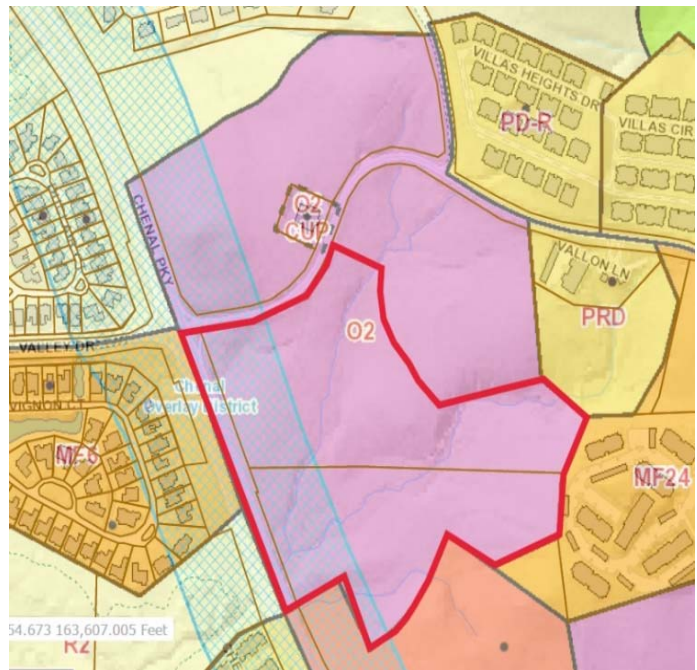 VILLAS HEIGHTS DR
PD-R
VILLAS CIR
O2
CUP
CHENAL PKY
VALLON LN
PRD
O2
VALLEY DR
Chenal
Overlay District
VIGNON
MF6
MF24
54.673 163,607.005 Feet
R2